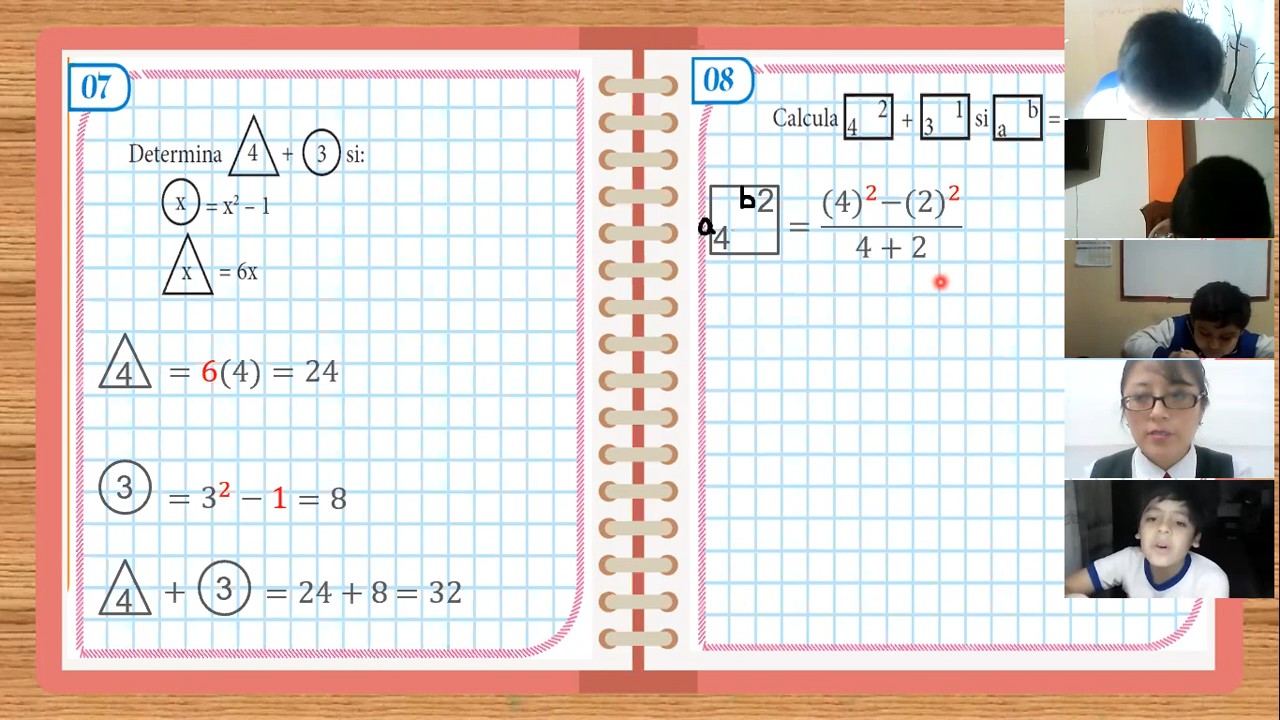 07
Determina 4 + 3 si:
x = x² – 1
x = 6x
4 = 6(4) = 24
3 = 3² − 1 = 8
4 + 3 = 24 + 8 = 32
08
Calcula 4 2 + 3 1 si a b =
a 4 b 2 = (4)²−(2)²
4 + 2